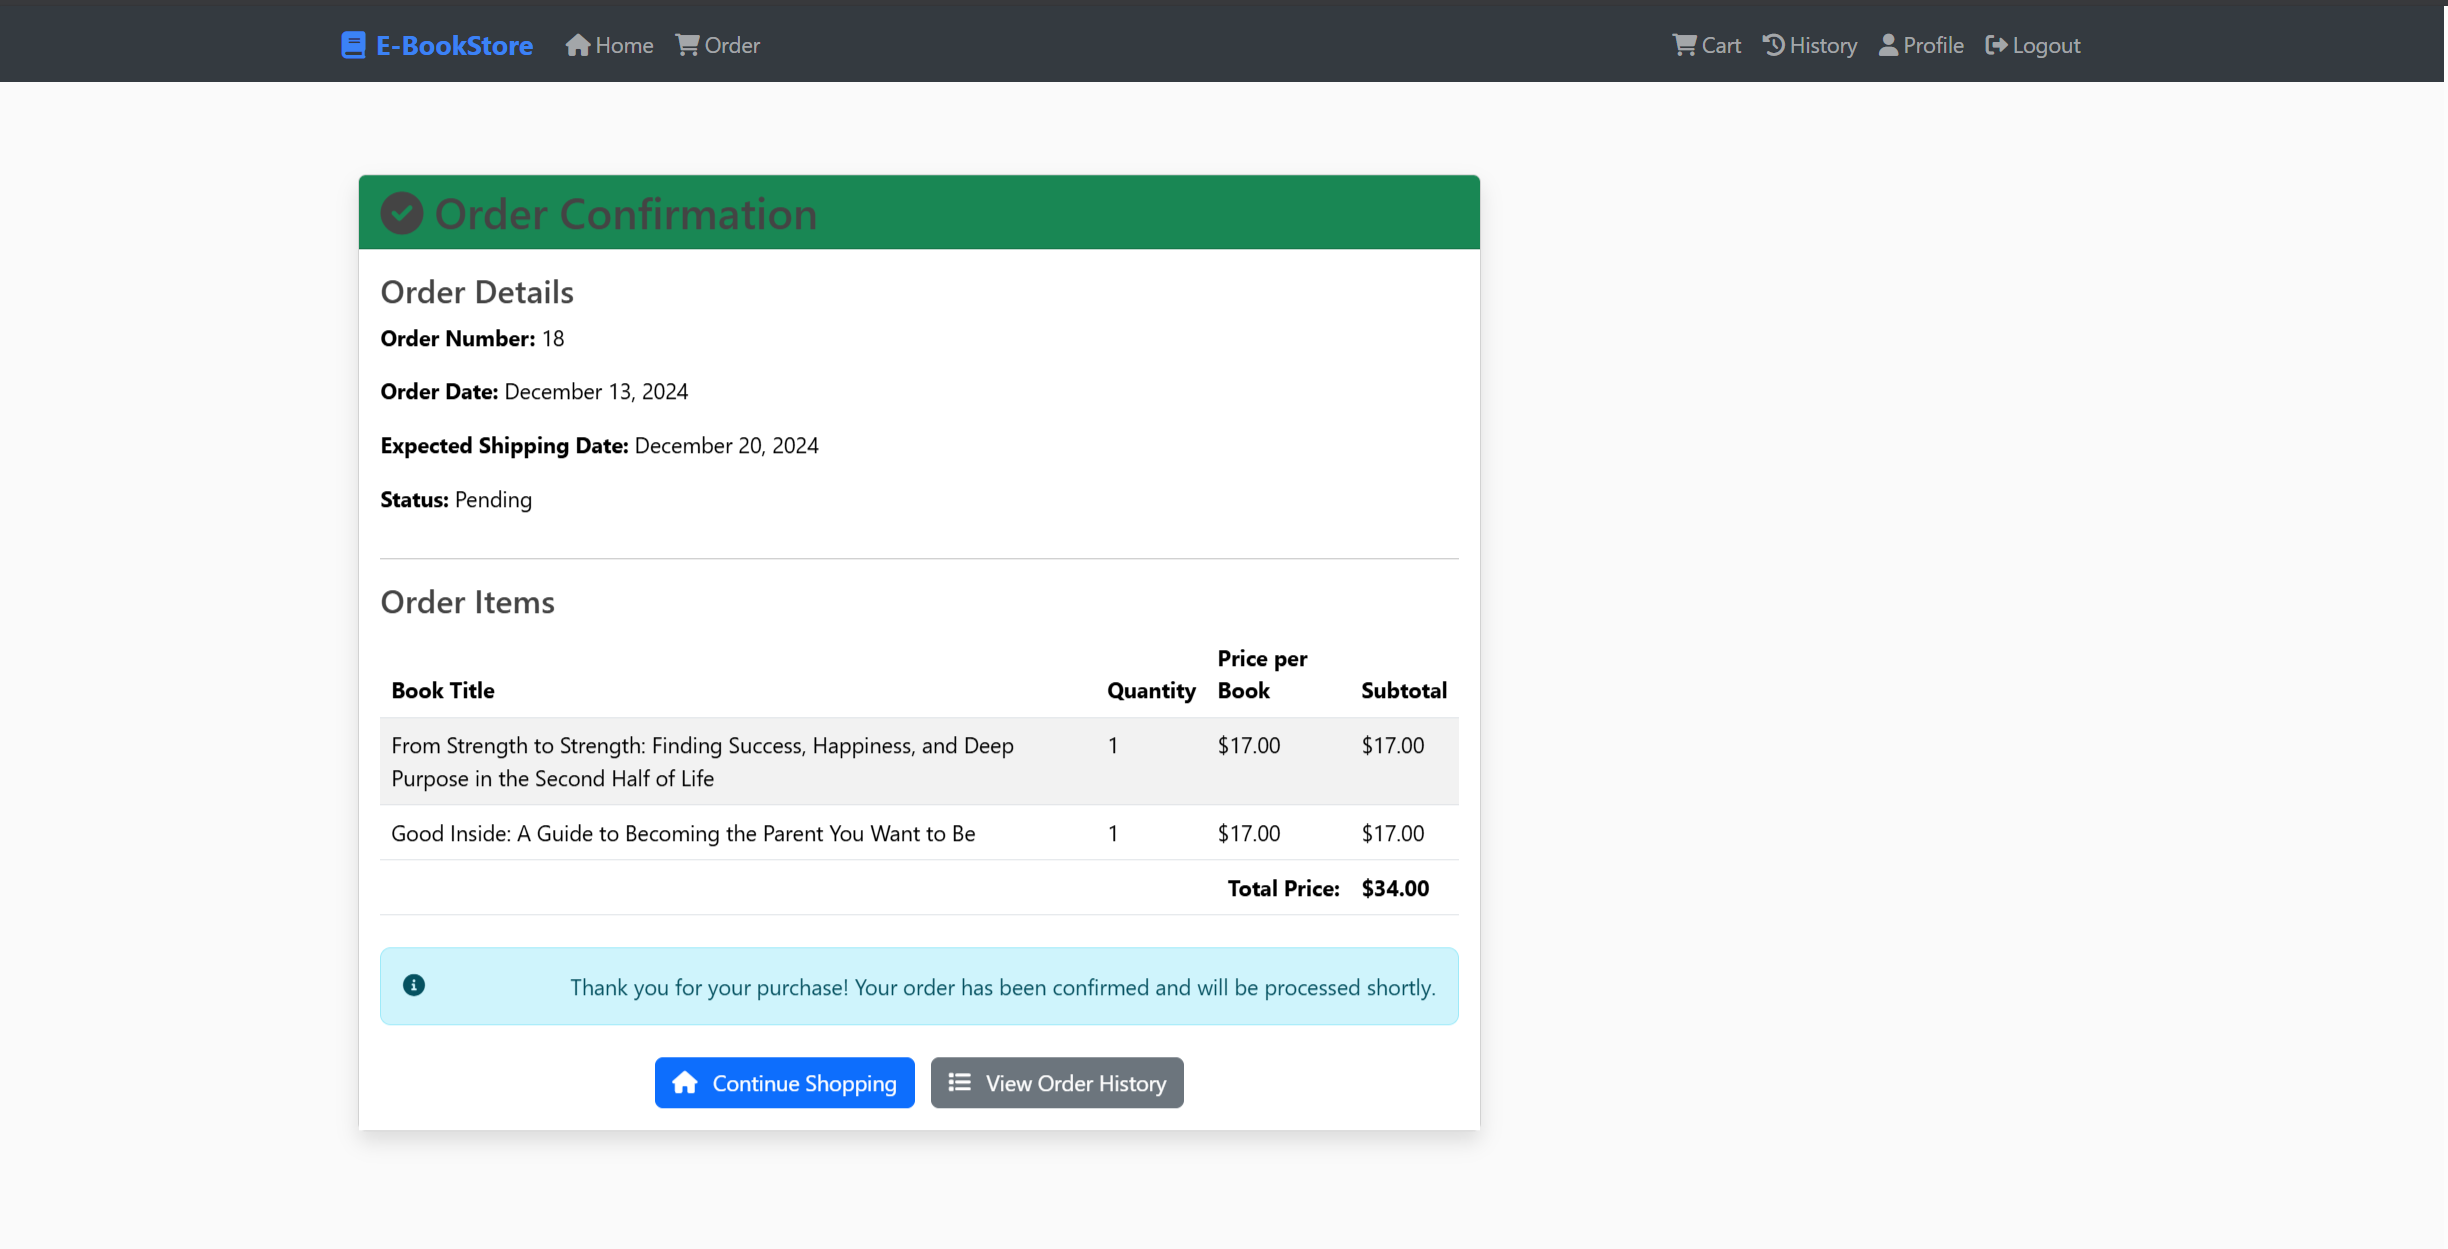 E-BookStore Home Order Cart History Profile Logout
Order Confirmation
Order Details
Order Number: 18
Order Date: December 13, 2024
Expected Shipping Date: December 20, 2024
Status: Pending
Order Items
Book Title Quantity Price per Book Subtotal
From Strength to Strength: Finding Success, Happiness, and Deep 1 $17.00 $17.00
Purpose in the Second Half of Life
Good Inside: A Guide to Becoming the Parent You Want to Be 1 $17.00 $17.00
Total Price: $34.00
Thank you for your purchase! Your order has been confirmed and will be processed shortly.
Continue Shopping View Order History